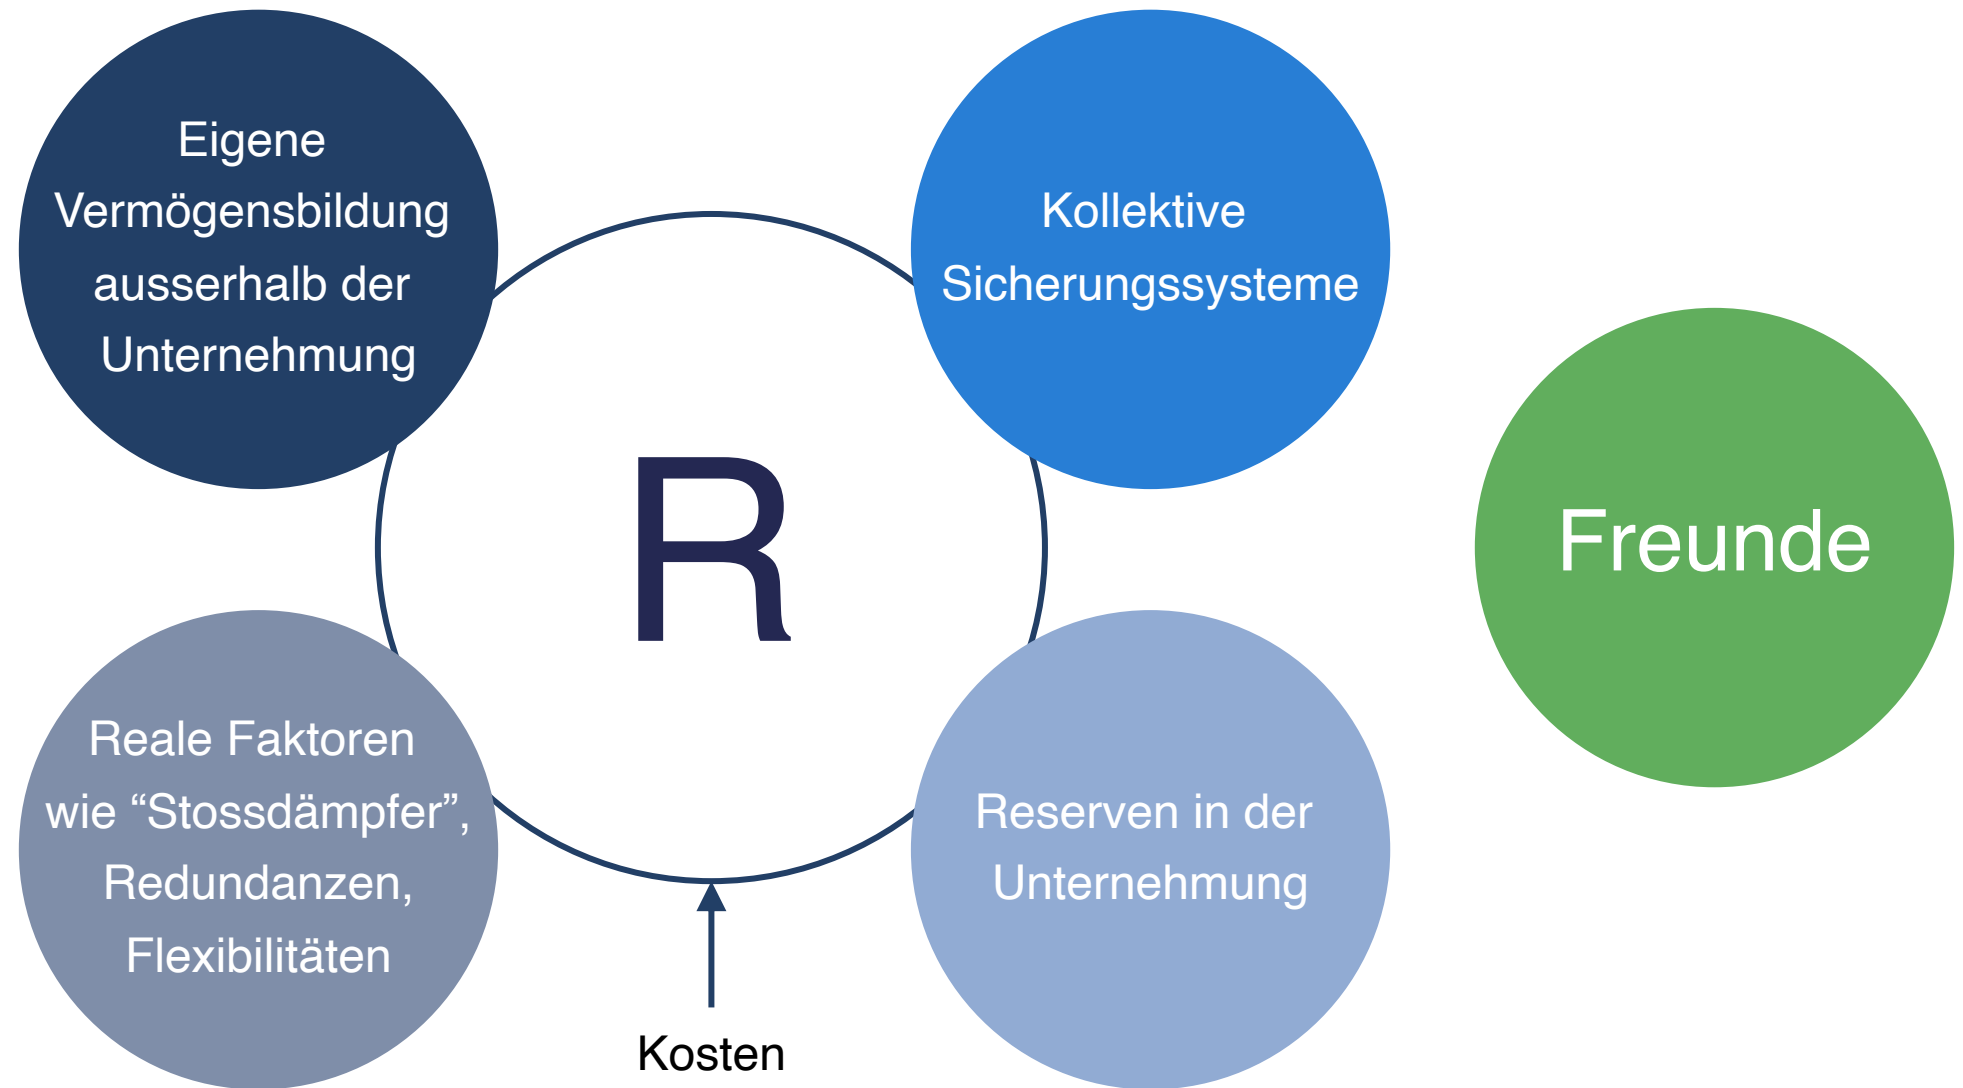 Eigene
Vermögensbildung
ausserhalb der
Unternehmung
Kollektive
Sicherungssysteme
R
Freunde
Reale Faktoren
wie “Stossdämpfer”,
Redundanzen,
Flexibilitäten
Reserven in der
Unternehmung
Kosten